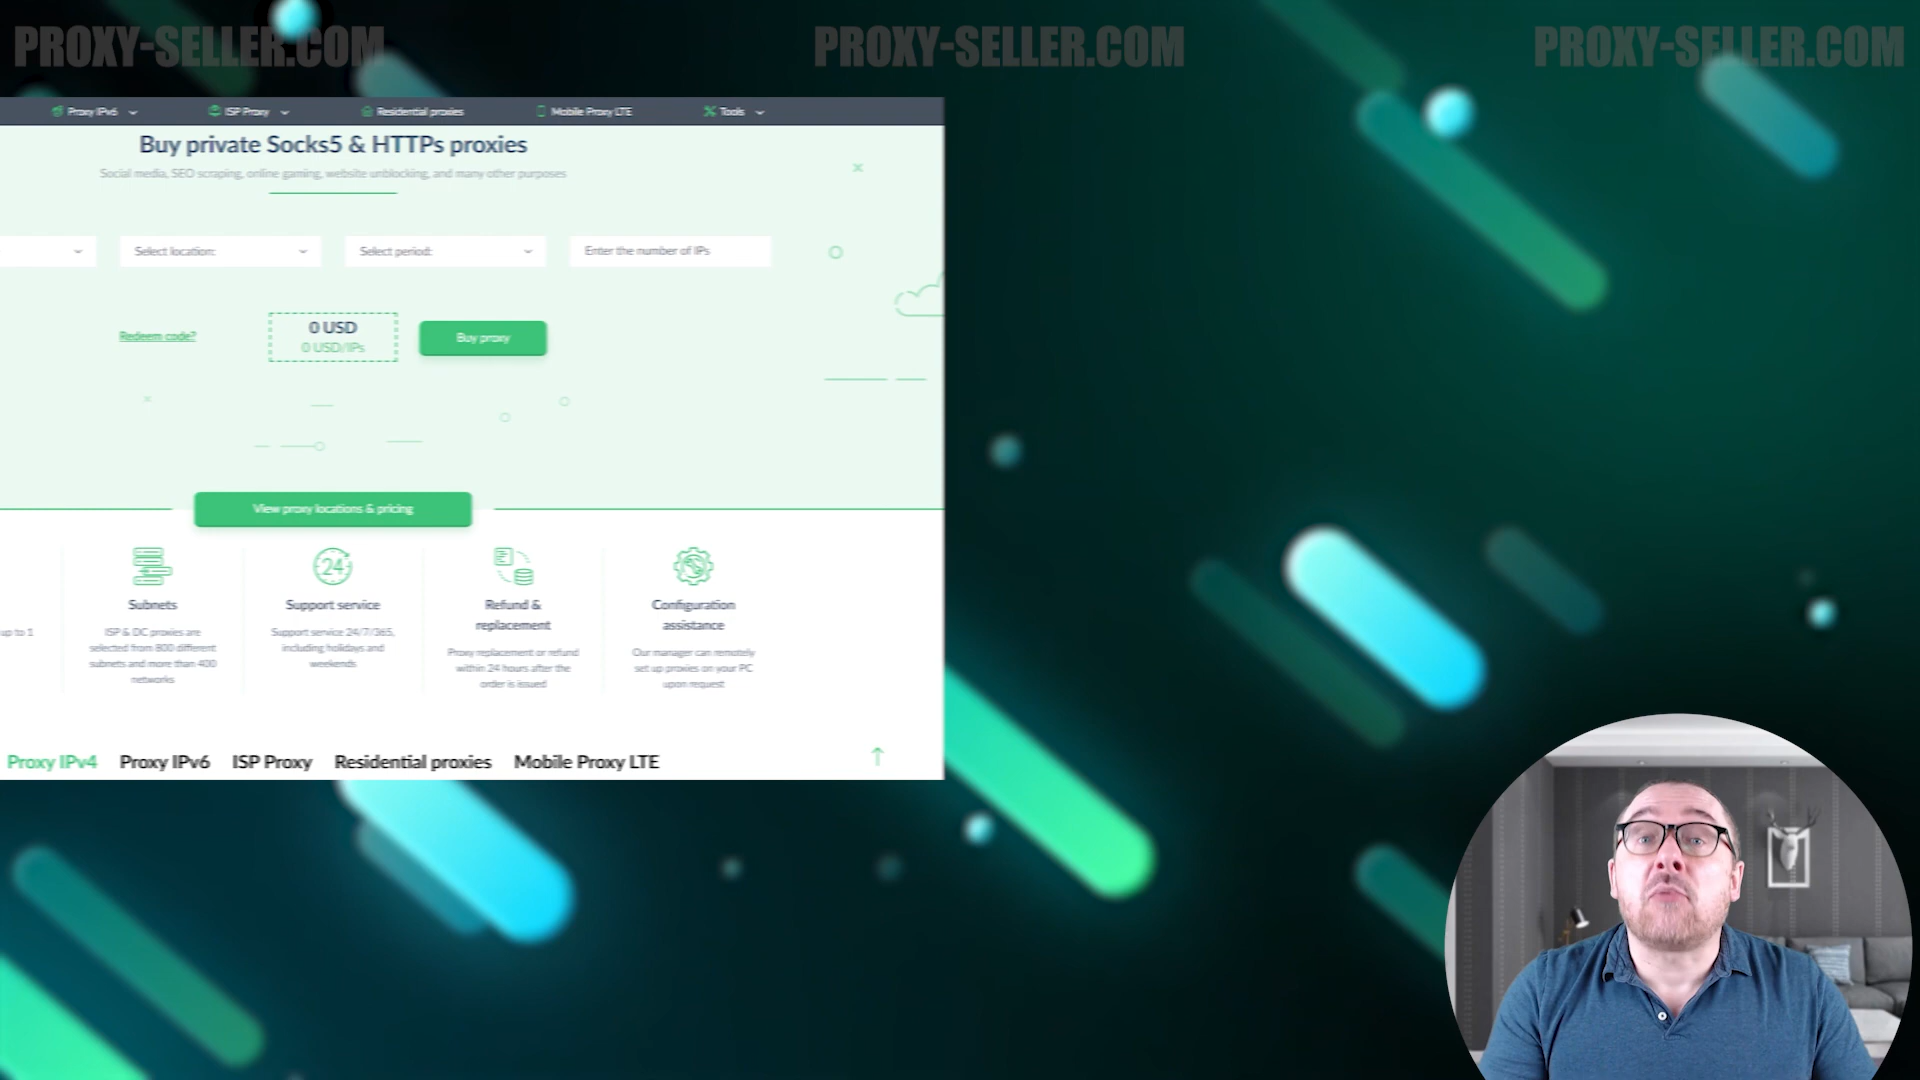 PROXY-SELLER.COM PROXY-SELLER.COM PROXY-SELLER.COM
Proxy IPv6 ISP Proxy Residential proxies Mobile Proxy LTE Tools
Buy private Socks5 & HTTPs proxies
Social media, SEO scraping, online gaming, website unblocking, and many other purposes
Select location: Select period: Enter the number of IPs
Redeem code?
0 USD
0 USD/IPs
Buy proxy
View proxy locations & pricing
24
up to 1
Subnets
ISP & DC proxies are
selected from 800 different
subnets and more than 400
networks
Support service
Support service 24/7/365,
including holidays and
weekends
Refund &
replacement
Proxy replacement or refund
within 24 hours after the
order is issued
Configuration
assistance
Our manager can remotely
set up proxies on your PC
upon request
Proxy IPv4 Proxy IPv6 ISP Proxy Residential proxies Mobile Proxy LTE